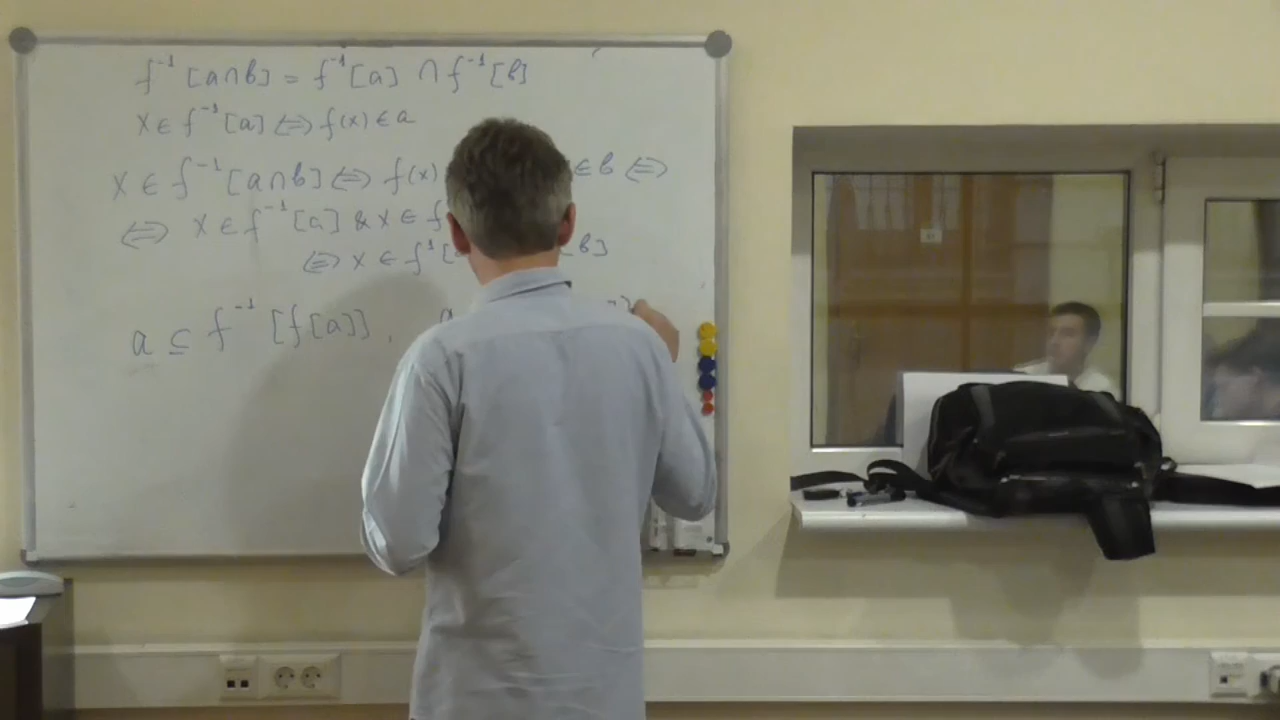 f⁻¹ [a∩b] = f⁻¹[a] ∩ f⁻¹[b]
x ∈ f⁻¹[a] ⇔ f(x) ∈ a
x ∈ f⁻¹[a∩b] ⇔ f(x) ∈ b ⇔
⇔ x ∈ f⁻¹[a] & x ∈ f
⇔ x ∈ f⁻¹[ b]
a ⊆ f⁻¹ [f[a]], a